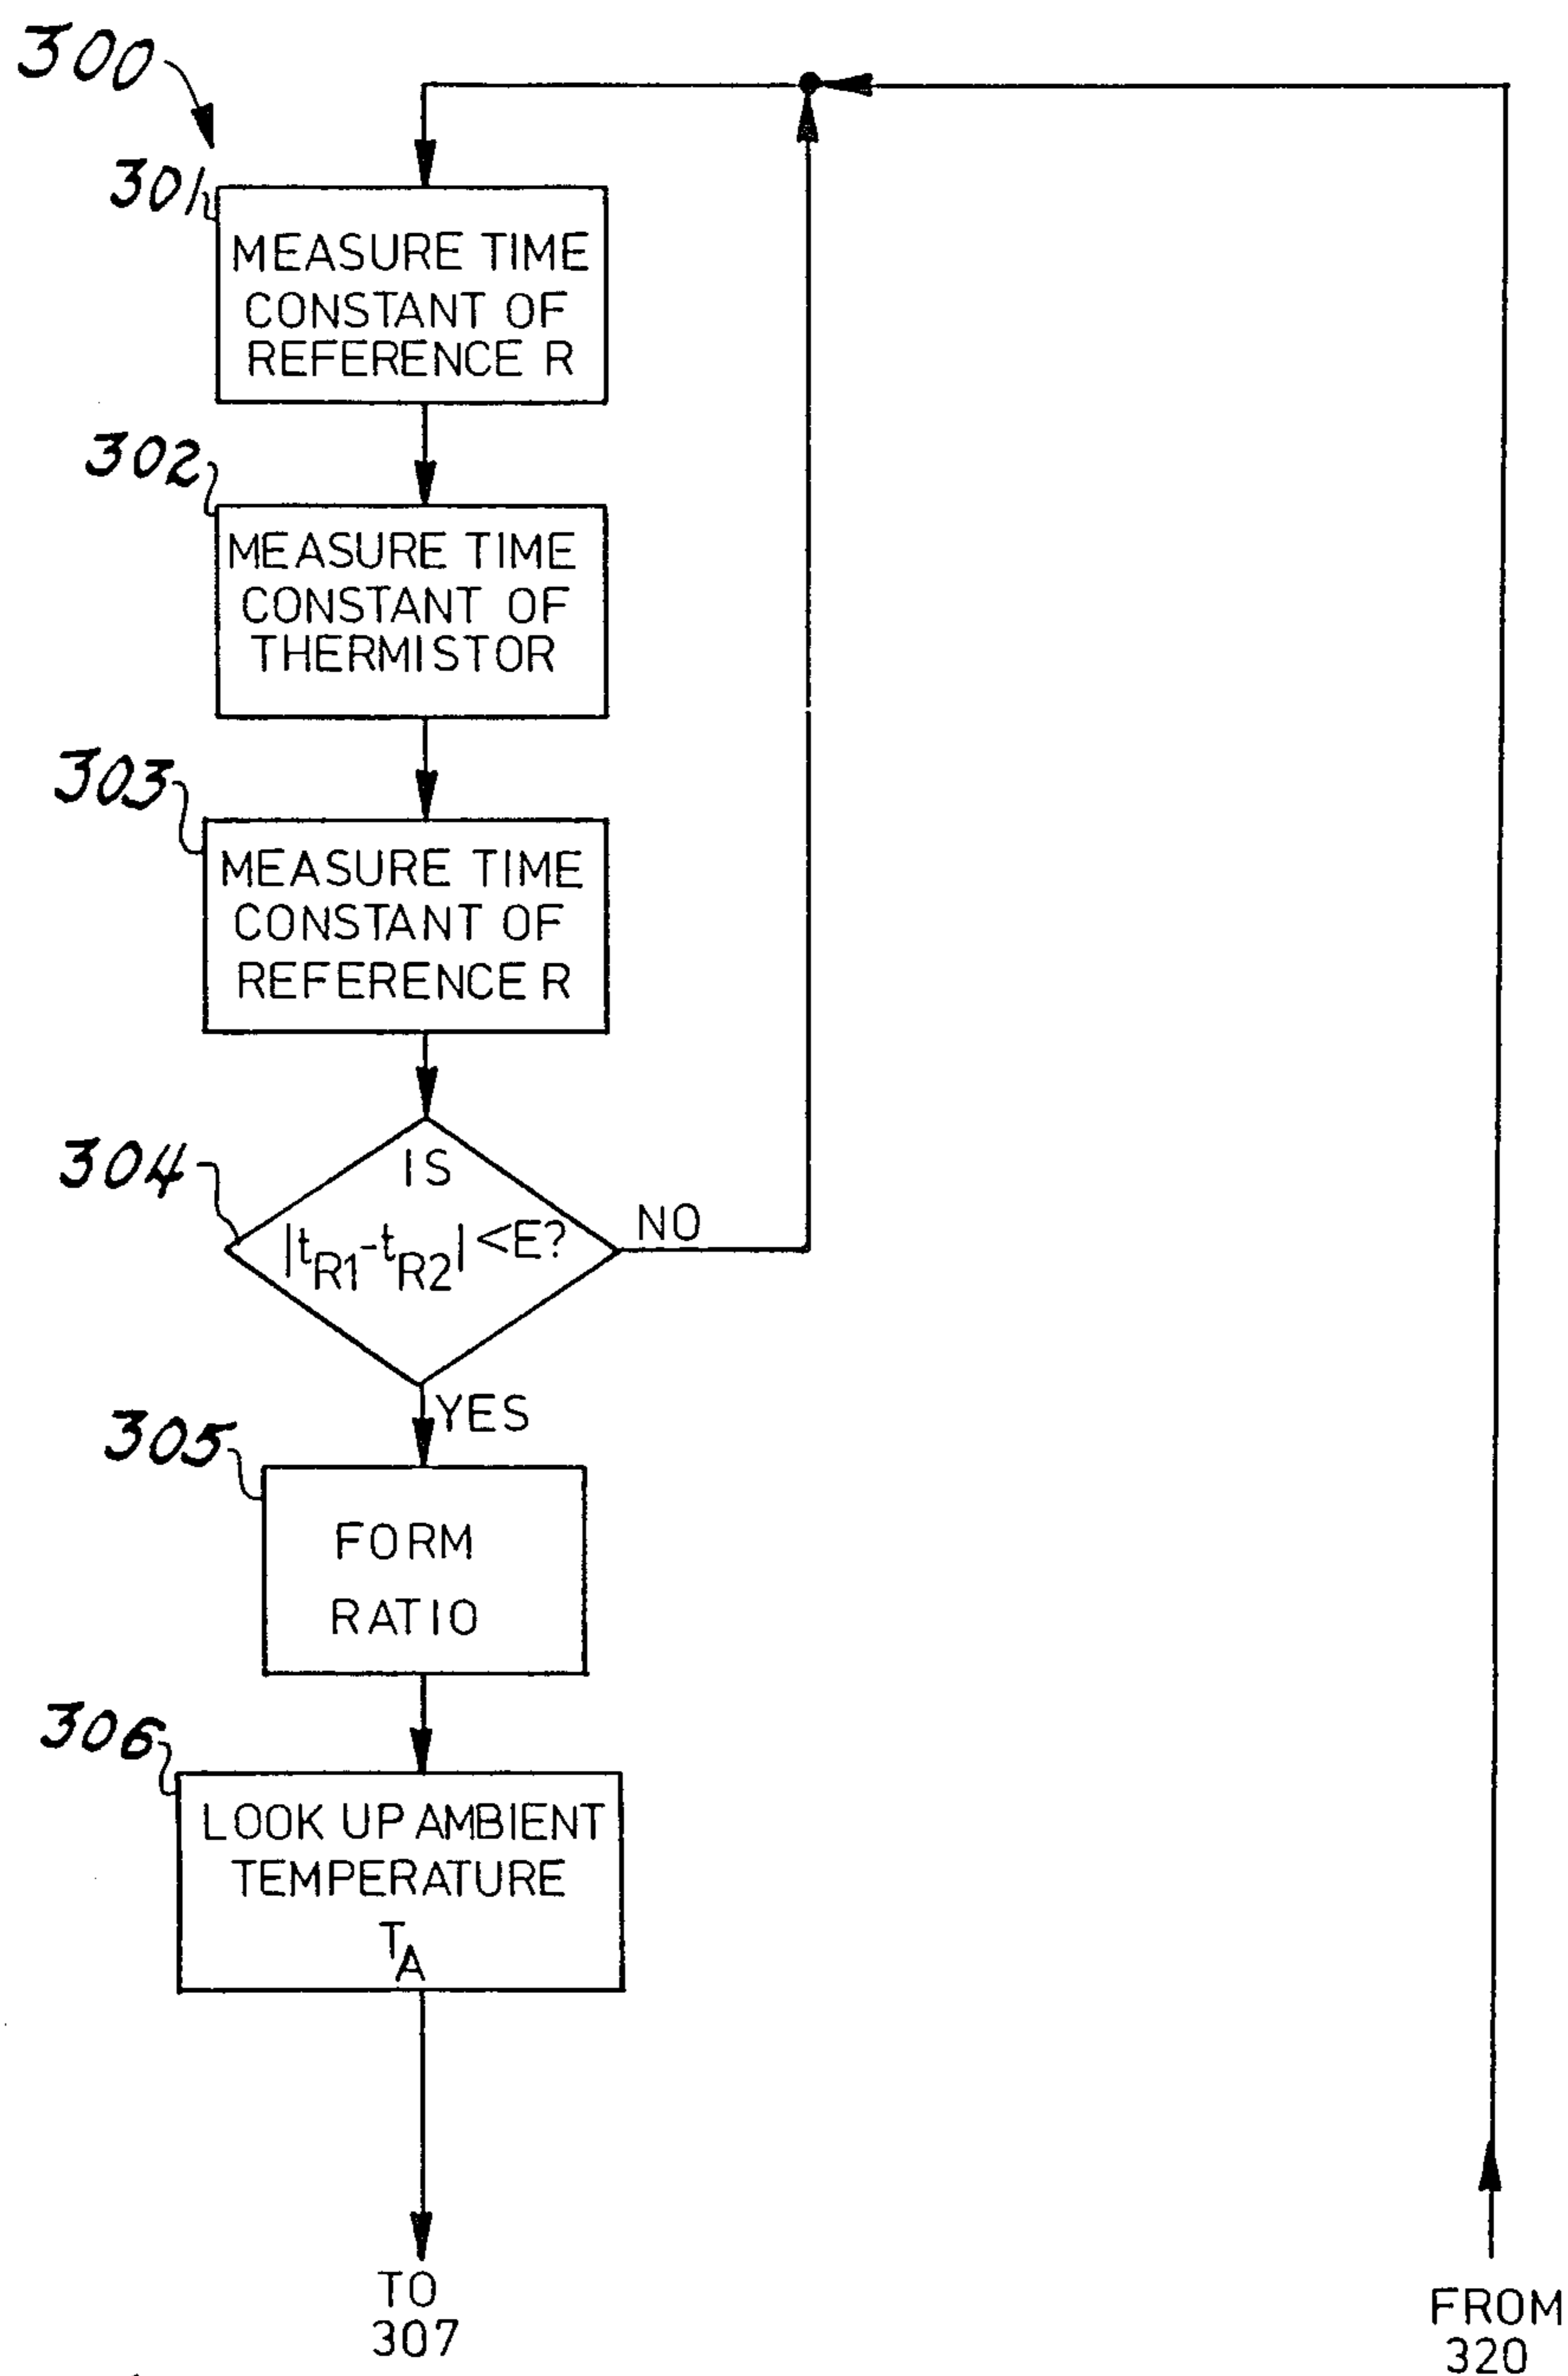 300
301
MEASURE TIME
CONSTANT OF
REFERENCE R
302
MEASURE TIME
CONSTANT OF
THERMISTOR
303
MEASURE TIME
CONSTANT OF
REFERENCE R
304
IS
|tR1-tR2| <E?
NO
YES
305
FORM
RATIO
306
LOOK UP AMBIENT
TEMPERATURE
TA
TO
307
FROM
320